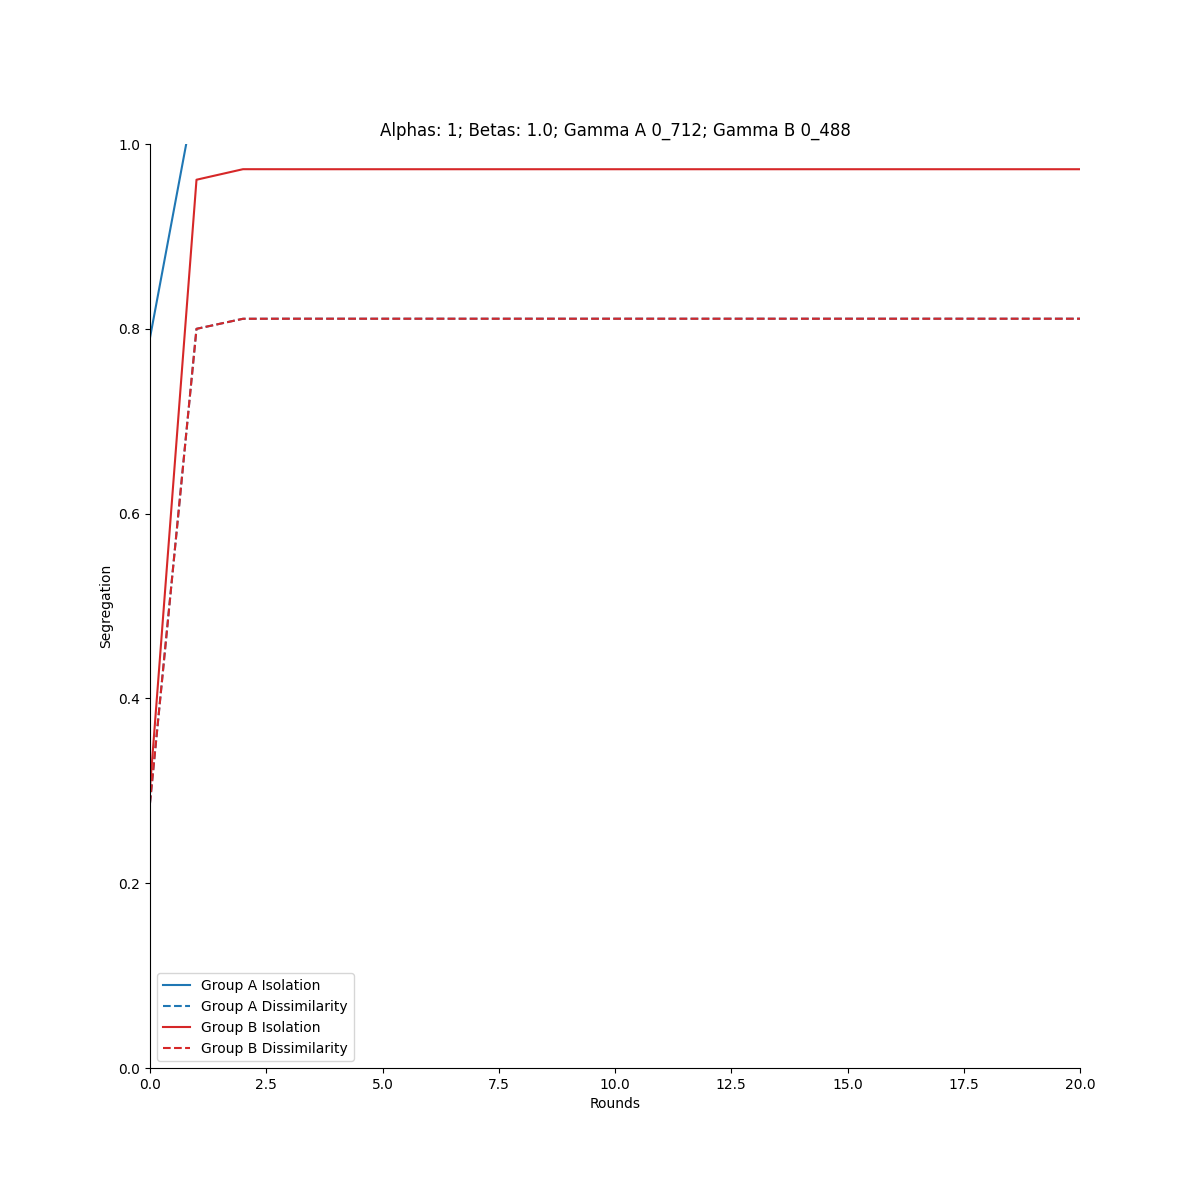 Alphas: 1; Betas: 1.0; Gamma A 0_712; Gamma B 0_488
1.0
0.8
0.6
0.4
0.2
0.0
Segregation
Group A Isolation
Group A Dissimilarity
Group B Isolation
Group B Dissimilarity
0.0 2.5 5.0 7.5 10.0 12.5 15.0 17.5 20.0
Rounds